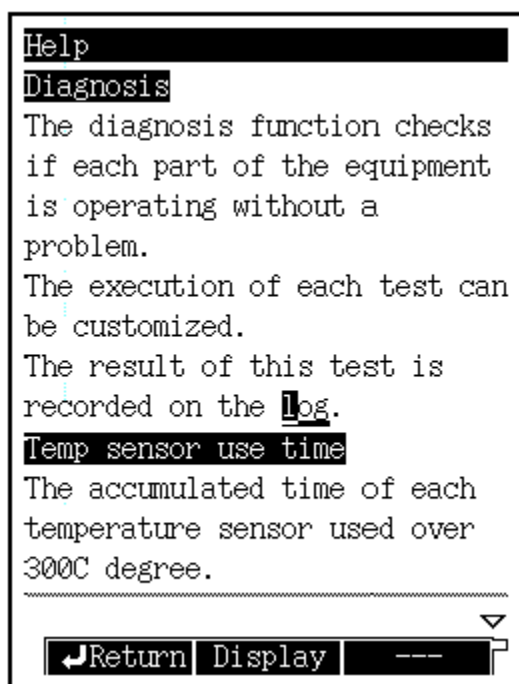 Help
Diagnosis
The diagnosis function checks
if each part of the equipment
is operating without a
problem.
The execution of each test can
be customized.
The result of this test is
recorded on the log.
Temp sensor use time
The accumulated time of each
temperature sensor used over
300C degree.
Return Display ---